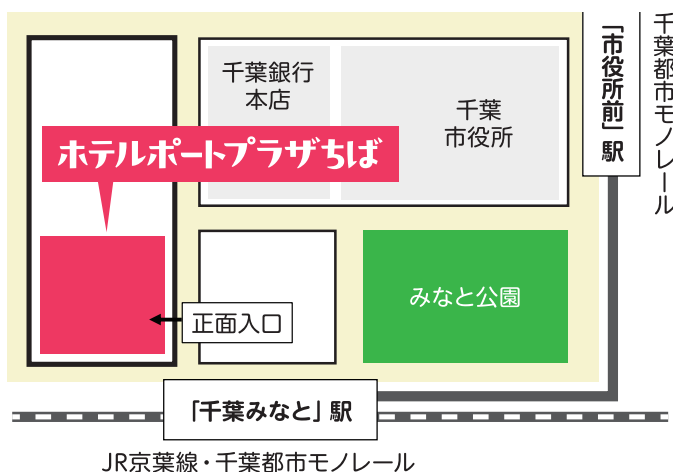 千葉銀行
本店
千葉
市役所
「市役所前」駅
千葉都市モノレール
ホテルポートプラザちば
みなと公園
正面入口
「千葉みなと」駅
JR京葉線・千葉都市モノレール